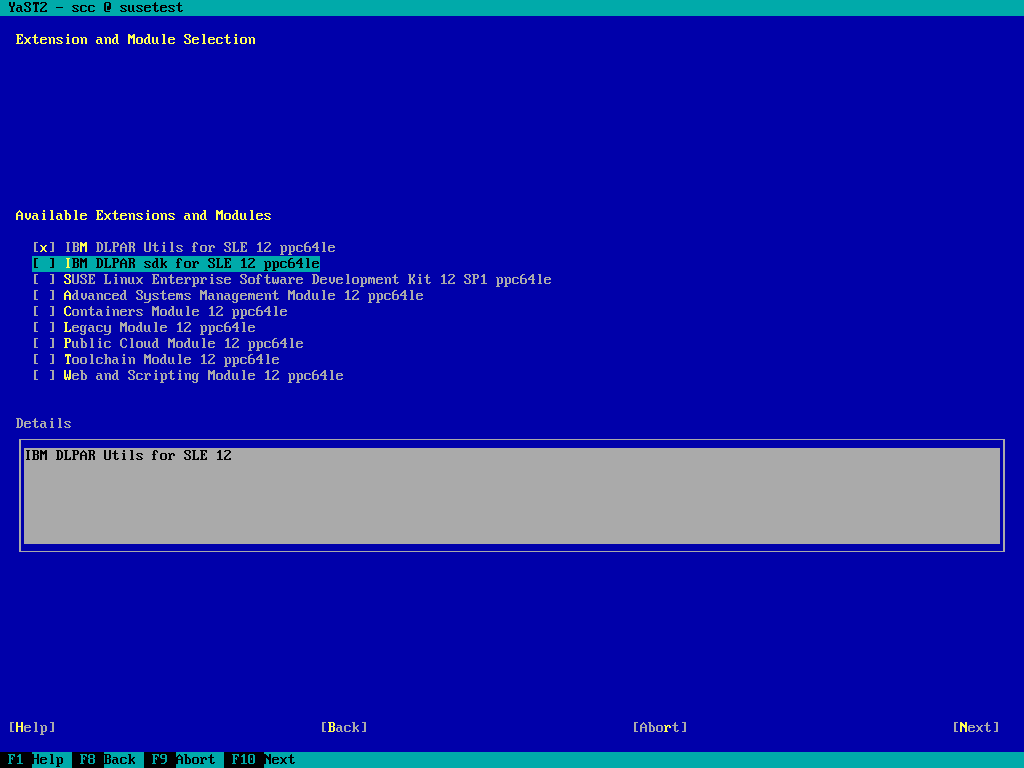 YaST2 - scc @ susetest
Extension and Module Selection
Available Extensions and Modules
[x] IBM DLPAR Utils for SLE 12 ppc64le
[ ] IBM DLPAR sdk for SLE 12 ppc64le
[ ] SUSE Linux Enterprise Software Development Kit 12 SP1 ppc64le
[ ] Advanced Systems Management Module 12 ppc64le
[ ] Containers Module 12 ppc64le
[ ] Legacy Module 12 ppc64le
[ ] Public Cloud Module 12 ppc64le
[ ] Toolchain Module 12 ppc64le
[ ] Web and Scripting Module 12 ppc64le
Details
IBM DLPAR Utils for SLE 12
[Help] [Back] [Abort] [Next]
F1 Help F8 Back F9 Abort F10 Next